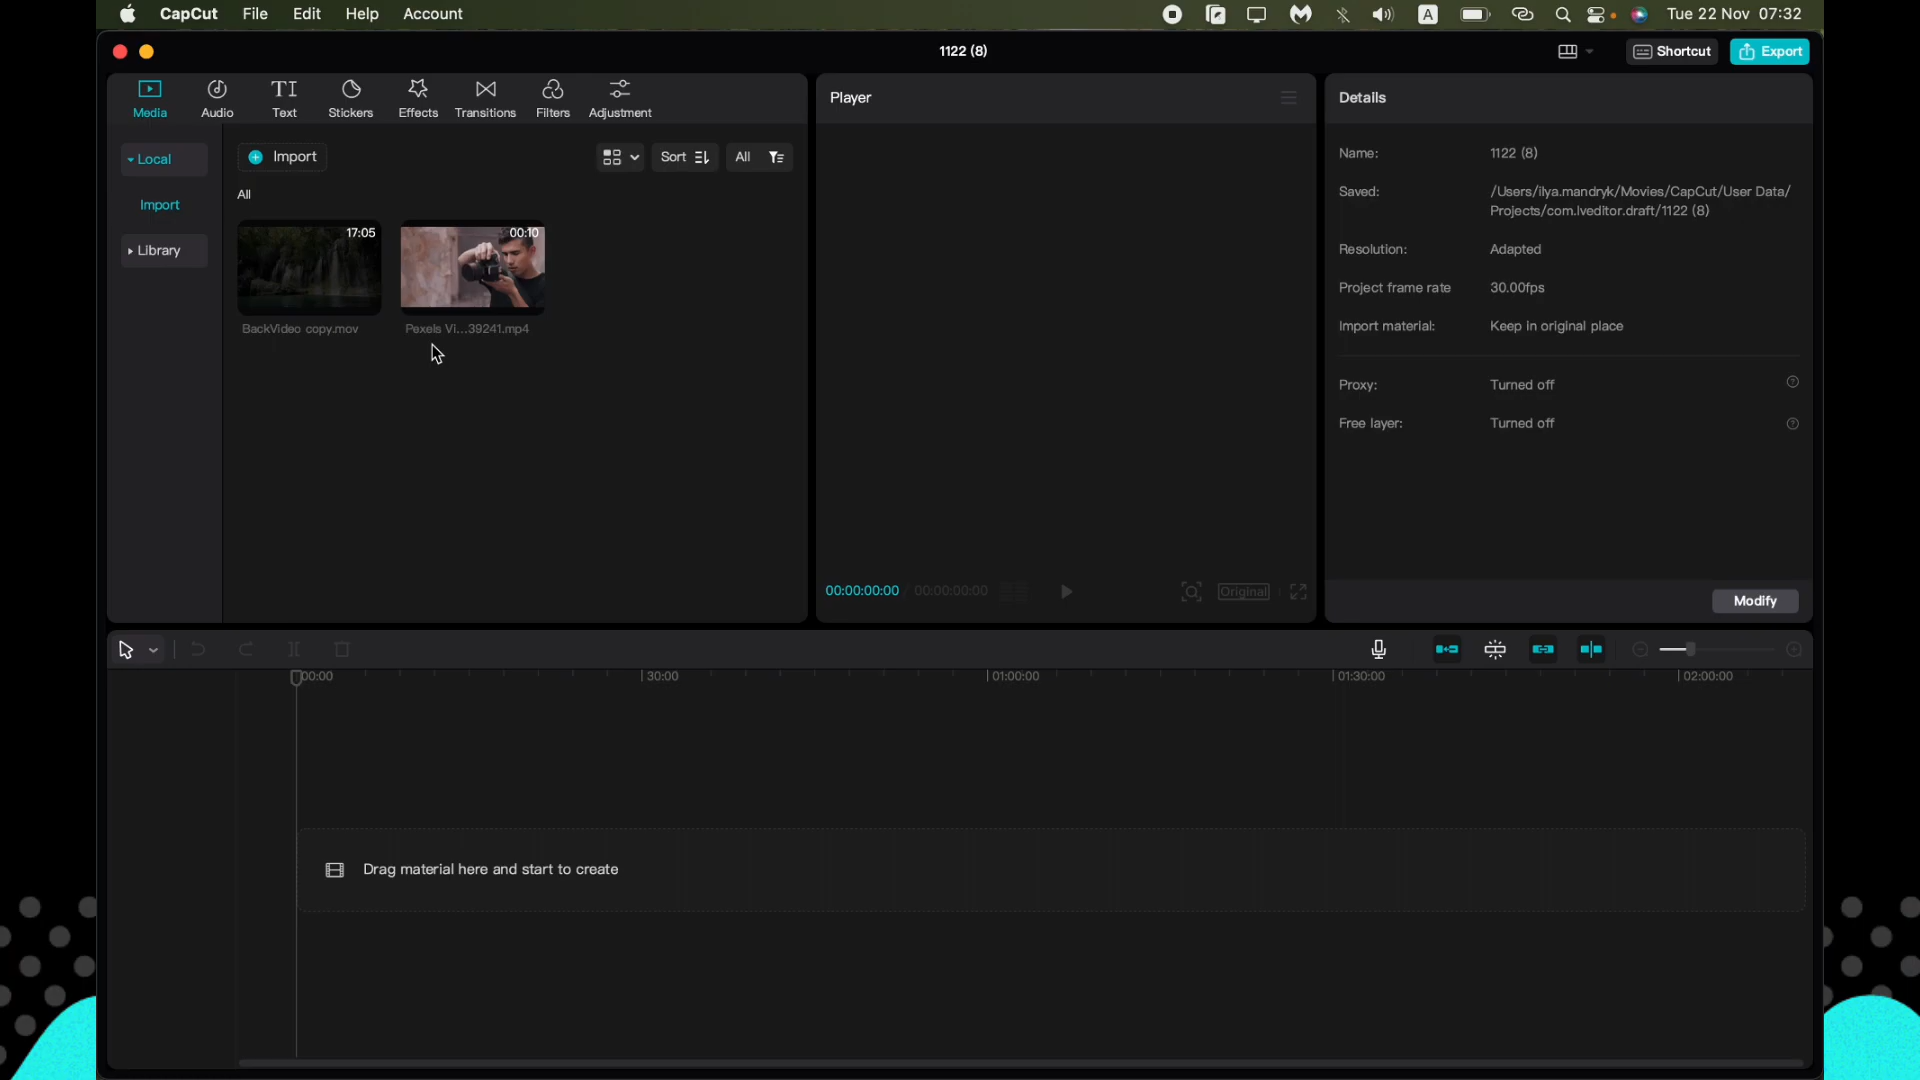 CapCut File Edit Help Account A Tue 22 Nov 07:32
1122 (8) Shortcut Export
Media Audio Text Stickers Effects Transitions Filters Adjustment
Local
Import
Library
Import Sort All
All
17:05 00:10
BackVideo copy.mov Pexels Vi...39241.mp4
Player
00:00:00:00 / 00:00:00:00 Original
Details
Name: 1122 (8)
Saved: /Users/ilya.mandryk/Movies/CapCut/User Data/
Projects/com.lveditor.draft/1122 (8)
Resolution: Adapted
Project frame rate 30.00fps
Import material: Keep in original place
Proxy: Turned off
Free layer: Turned off
Modify
00:00 30:00 01:00:00 01:30:00 02:00:00
Drag material here and start to create